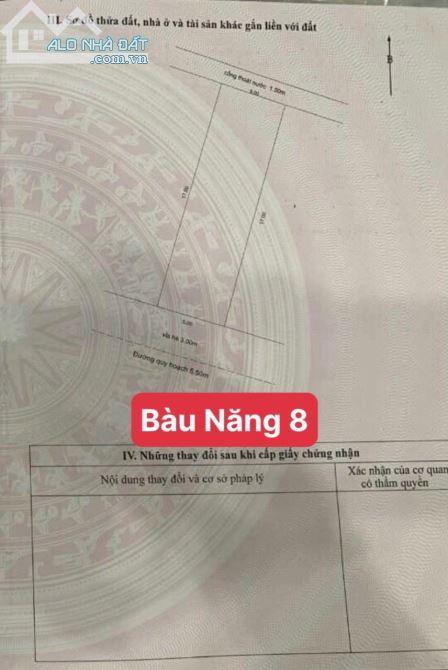 III. Sơ đồ thửa đất, nhà ở và tài sản khác gắn liền với đất
ALO NHÀ ĐẤT
.com.vn
B
cống thoát nước 1.50m
5.00
17.00
17.00
5.00
vỉa hè 3.00m
Đường quy hoạch 5.50m
Bàu Năng 8
IV. Những thay đổi sau khi cấp giấy chứng nhận
Nội dung thay đổi và cơ sở pháp lý
Xác nhận của cơ quan
có thẩm quyền